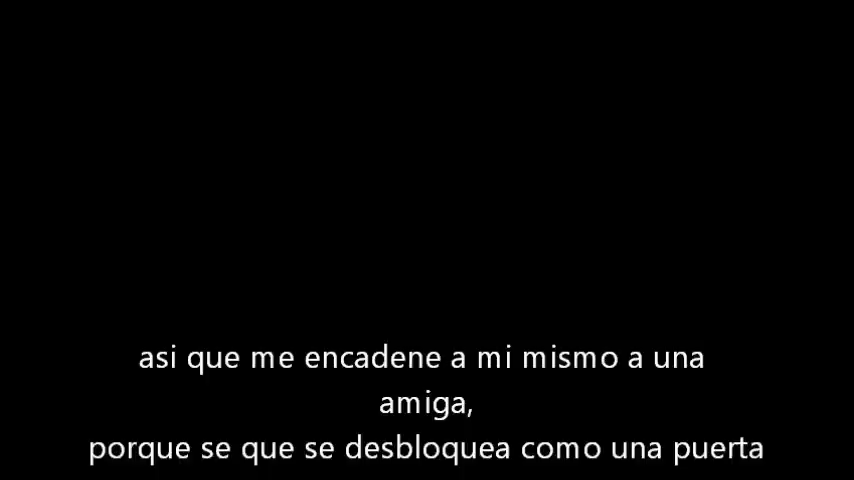 asi que me encadene a mi mismo a una
amiga,
porque se que se desbloquea como una puerta